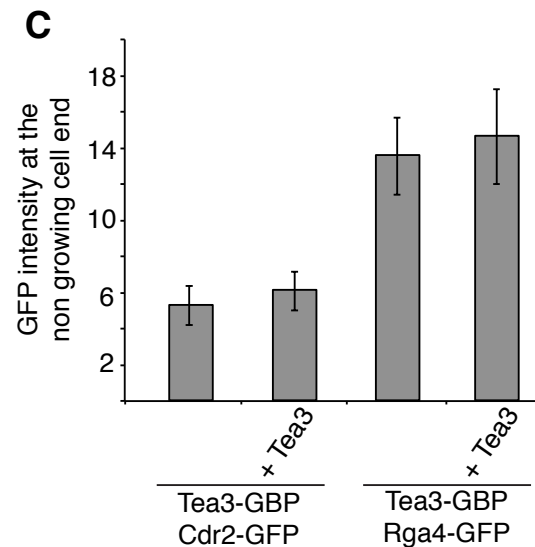 C
GFP intensity at the
non growing cell end
18
14
10
6
2
+ Tea3
+ Tea3
Tea3-GBP
Cdr2-GFP
Tea3-GBP
Rga4-GFP